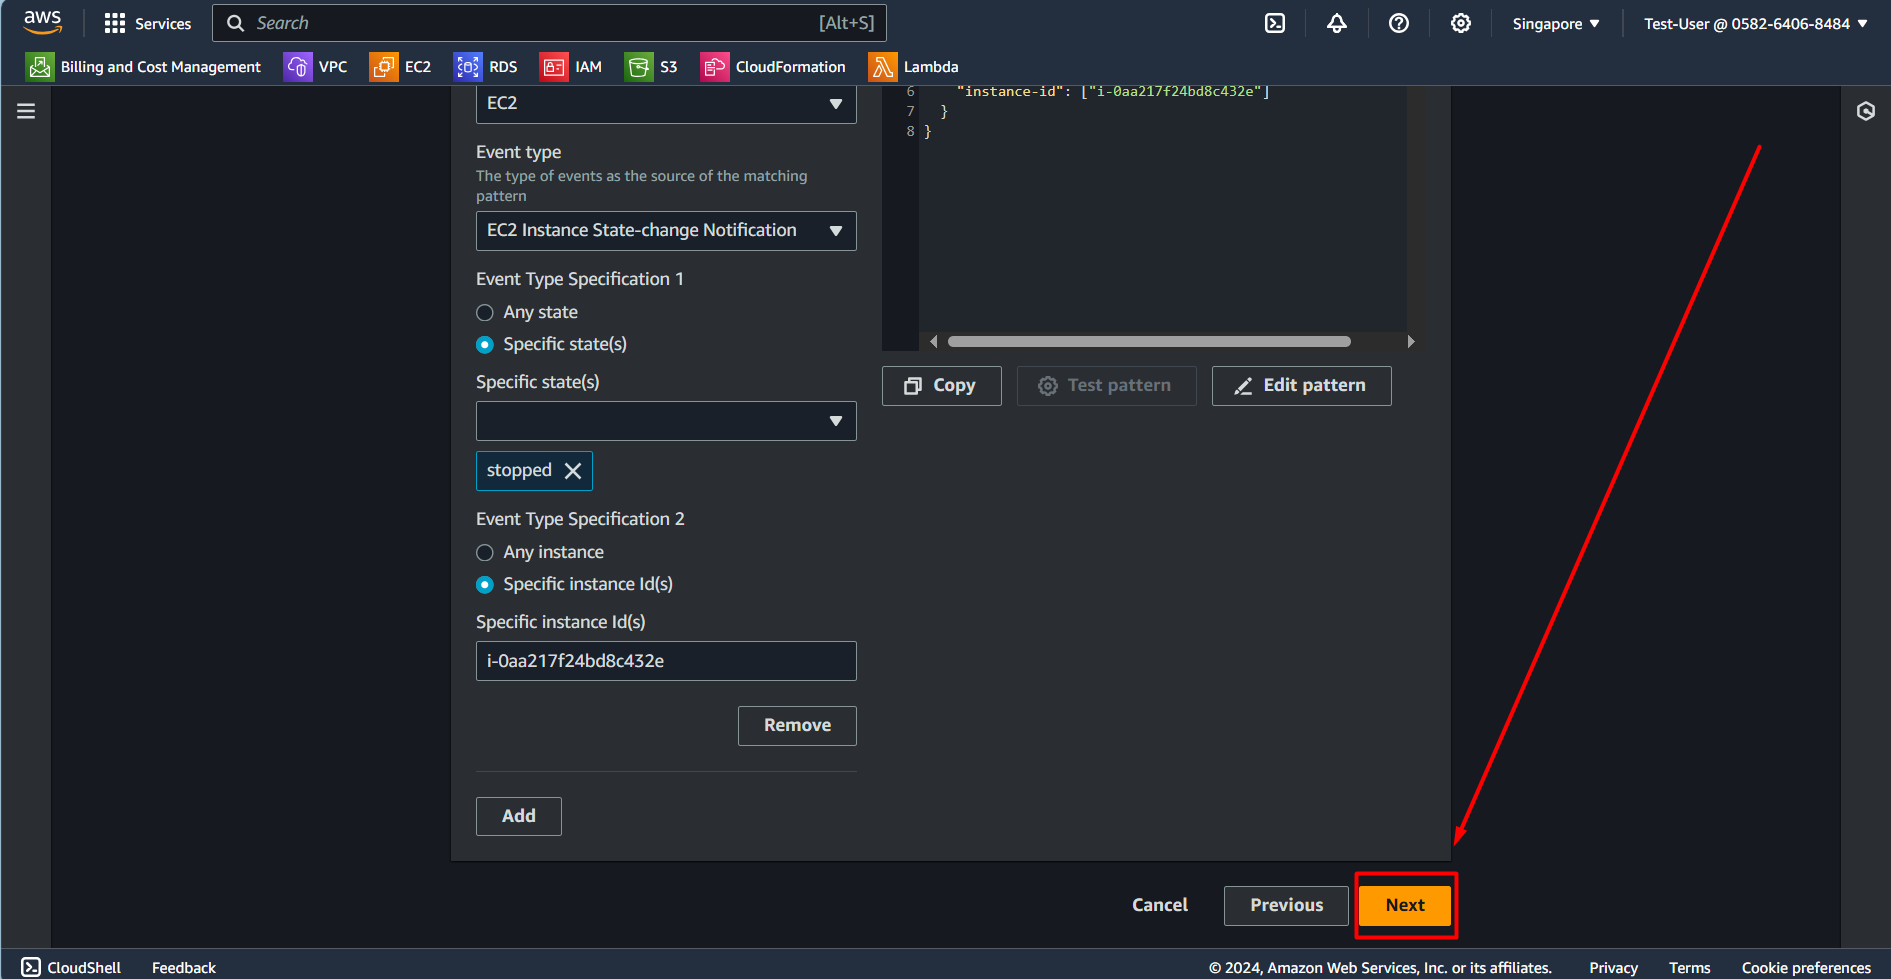 aws
Services
Search
[Alt+S]
Singapore
Test-User @ 0582-6406-8484
Billing and Cost Management
VPC
EC2
RDS
IAM
S3
CloudFormation
Lambda
EC2
Event type
The type of events as the source of the matching
pattern
EC2 Instance State-change Notification
Event Type Specification 1
Any state
Specific state(s)
Specific state(s)
stopped
Event Type Specification 2
Any instance
Specific instance Id(s)
Specific instance Id(s)
i-0aa217f24bd8c432e
Remove
Add
6 "instance-id": ["i-0aa217f24bd8c432e"]
7 }
8 }
Copy
Test pattern
Edit pattern
Cancel
Previous
Next
CloudShell
Feedback
© 2024, Amazon Web Services, Inc. or its affiliates.
Privacy
Terms
Cookie preferences